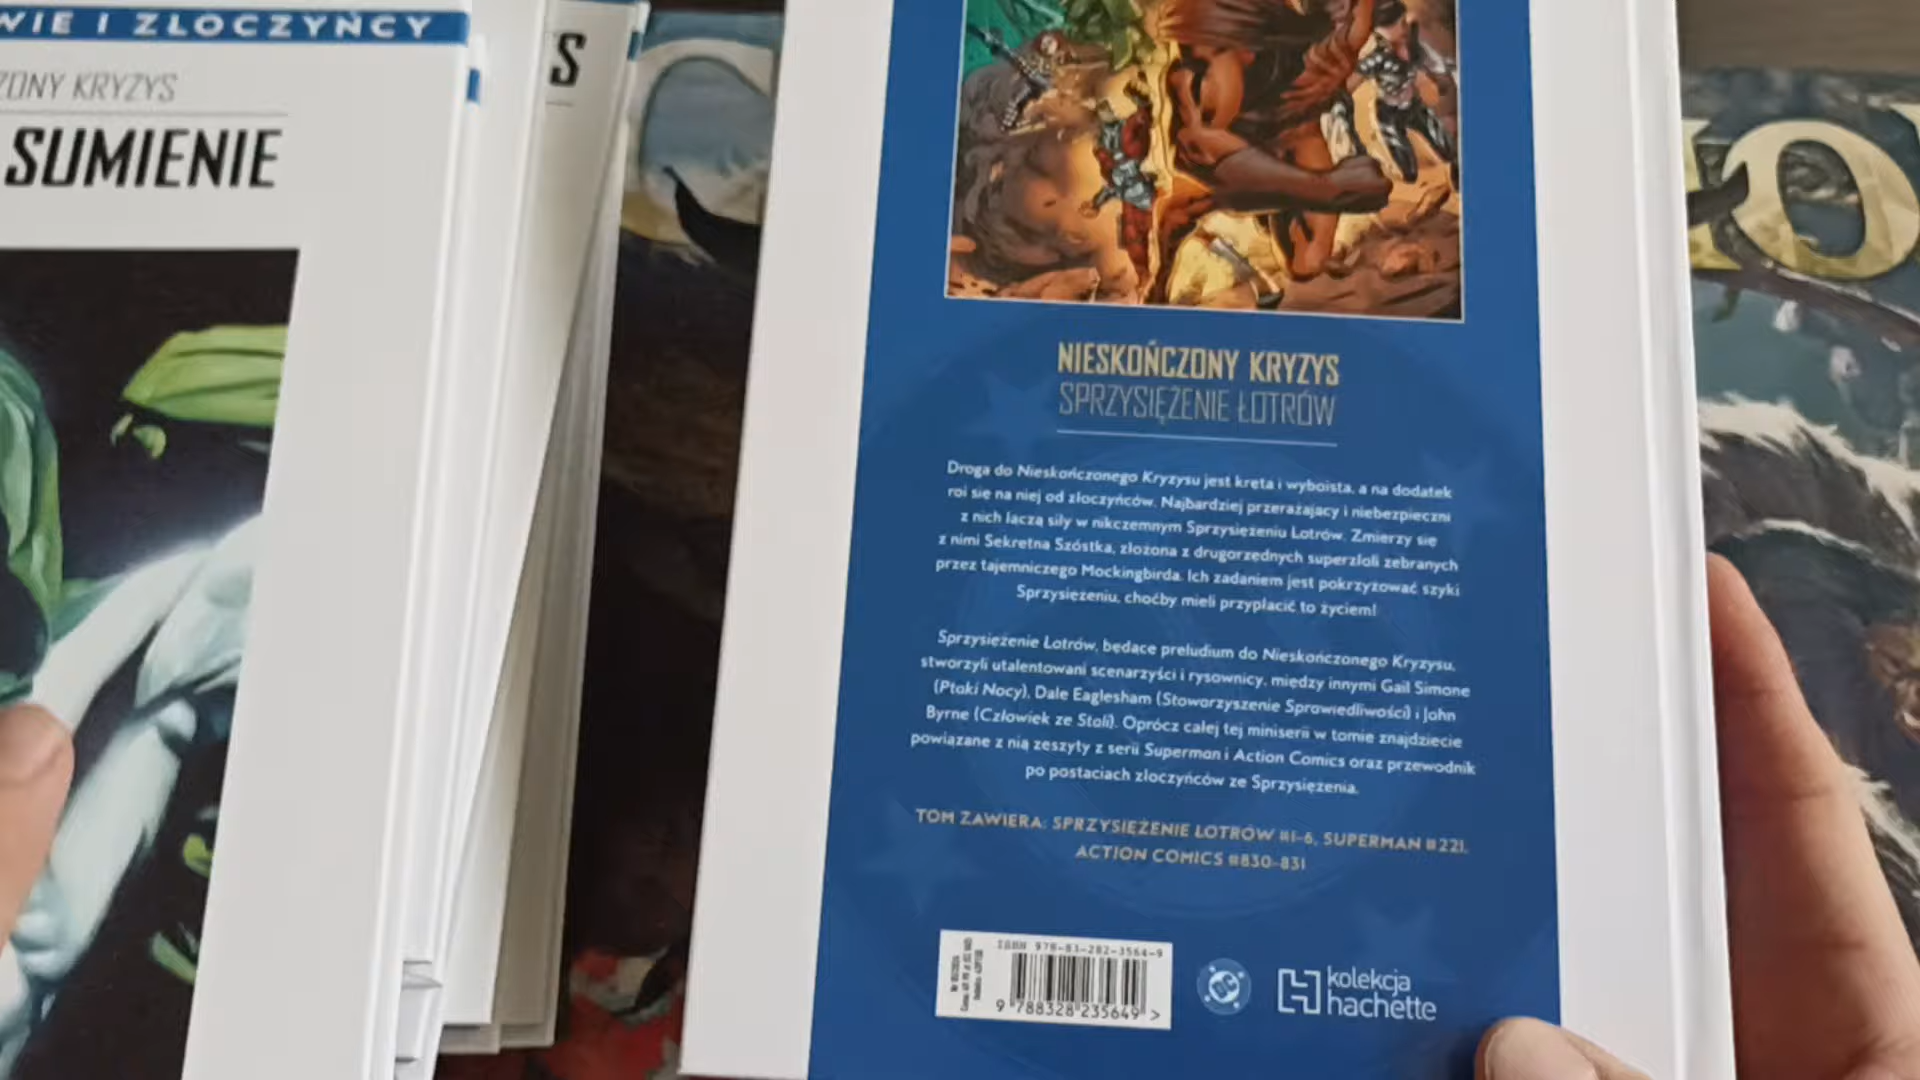 WIE I ZŁOCZYŃCY
ZONY KRYZYS
SUMIENIE
S
NIESKOŃCZONY KRYZYS
SPRZYSIĘŻENIE ŁOTRÓW
Droga do Nieskończonego Kryzysu jest kręta i wyboista, a na dodatek
roi się na niej od złoczyńców. Najbardziej przerażający i niebezpieczni
z nich łączą siły w nikczemnym Sprzysiężeniu Łotrów. Zmierzy się
z nimi Sekretna Szóstka, złożona z drugorzędnych superzłoli zebranych
przez tajemniczego Mockingbirda. Ich zadaniem jest pokrzyżować szyki
Sprzysiężeniu, choćby mieli przypłacić to życiem!
Sprzysiężenie Łotrów, będące preludium do Nieskończonego Kryzysu,
stworzyli utalentowani scenarzyści i rysownicy, między innymi Gail Simone
(Ptaki Nocy), Dale Eaglesham (Stowarzyszenie Sprawiedliwości) i John
Byrne (Człowiek ze Stali). Oprócz całej tej miniserii w tomie znajdziecie
powiązane z nią zeszyty z serii Superman i Action Comics oraz przewodnik
po postaciach złoczyńców ze Sprzysiężenia.
TOM ZAWIERA: SPRZYSIĘŻENIE ŁOTRÓW #1–6, SUPERMAN #221,
ACTION COMICS #830–831
ISBN 978-83-282-3564-9
9 788328 235649 >
DC
kolekcja
hachette